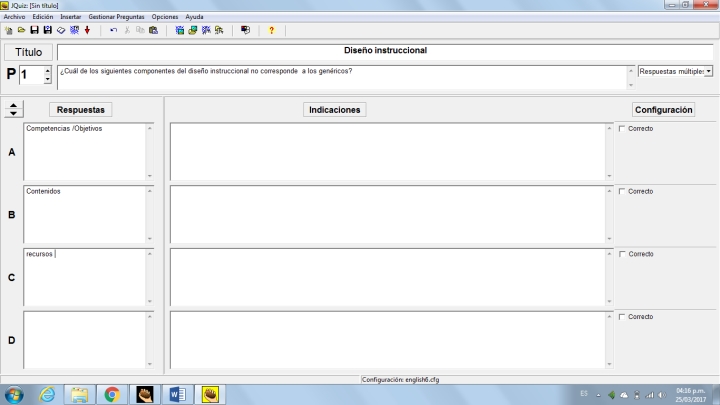 JQuiz: [Sin título]
Archivo Edición Insertar Gestionar Preguntas Opciones Ayuda
Título
Diseño instruccional
P 1
¿Cuál de los siguientes componentes del diseño instruccional no corresponde a los genéricos?
Respuestas múltiples
Respuestas
Indicaciones
Configuración
A
Competencias /Objetivos
Correcto
B
Contenidos
Correcto
C
recursos
Correcto
D
Correcto
Configuración: english6.cfg
ES
04:16 p.m.
25/03/2017